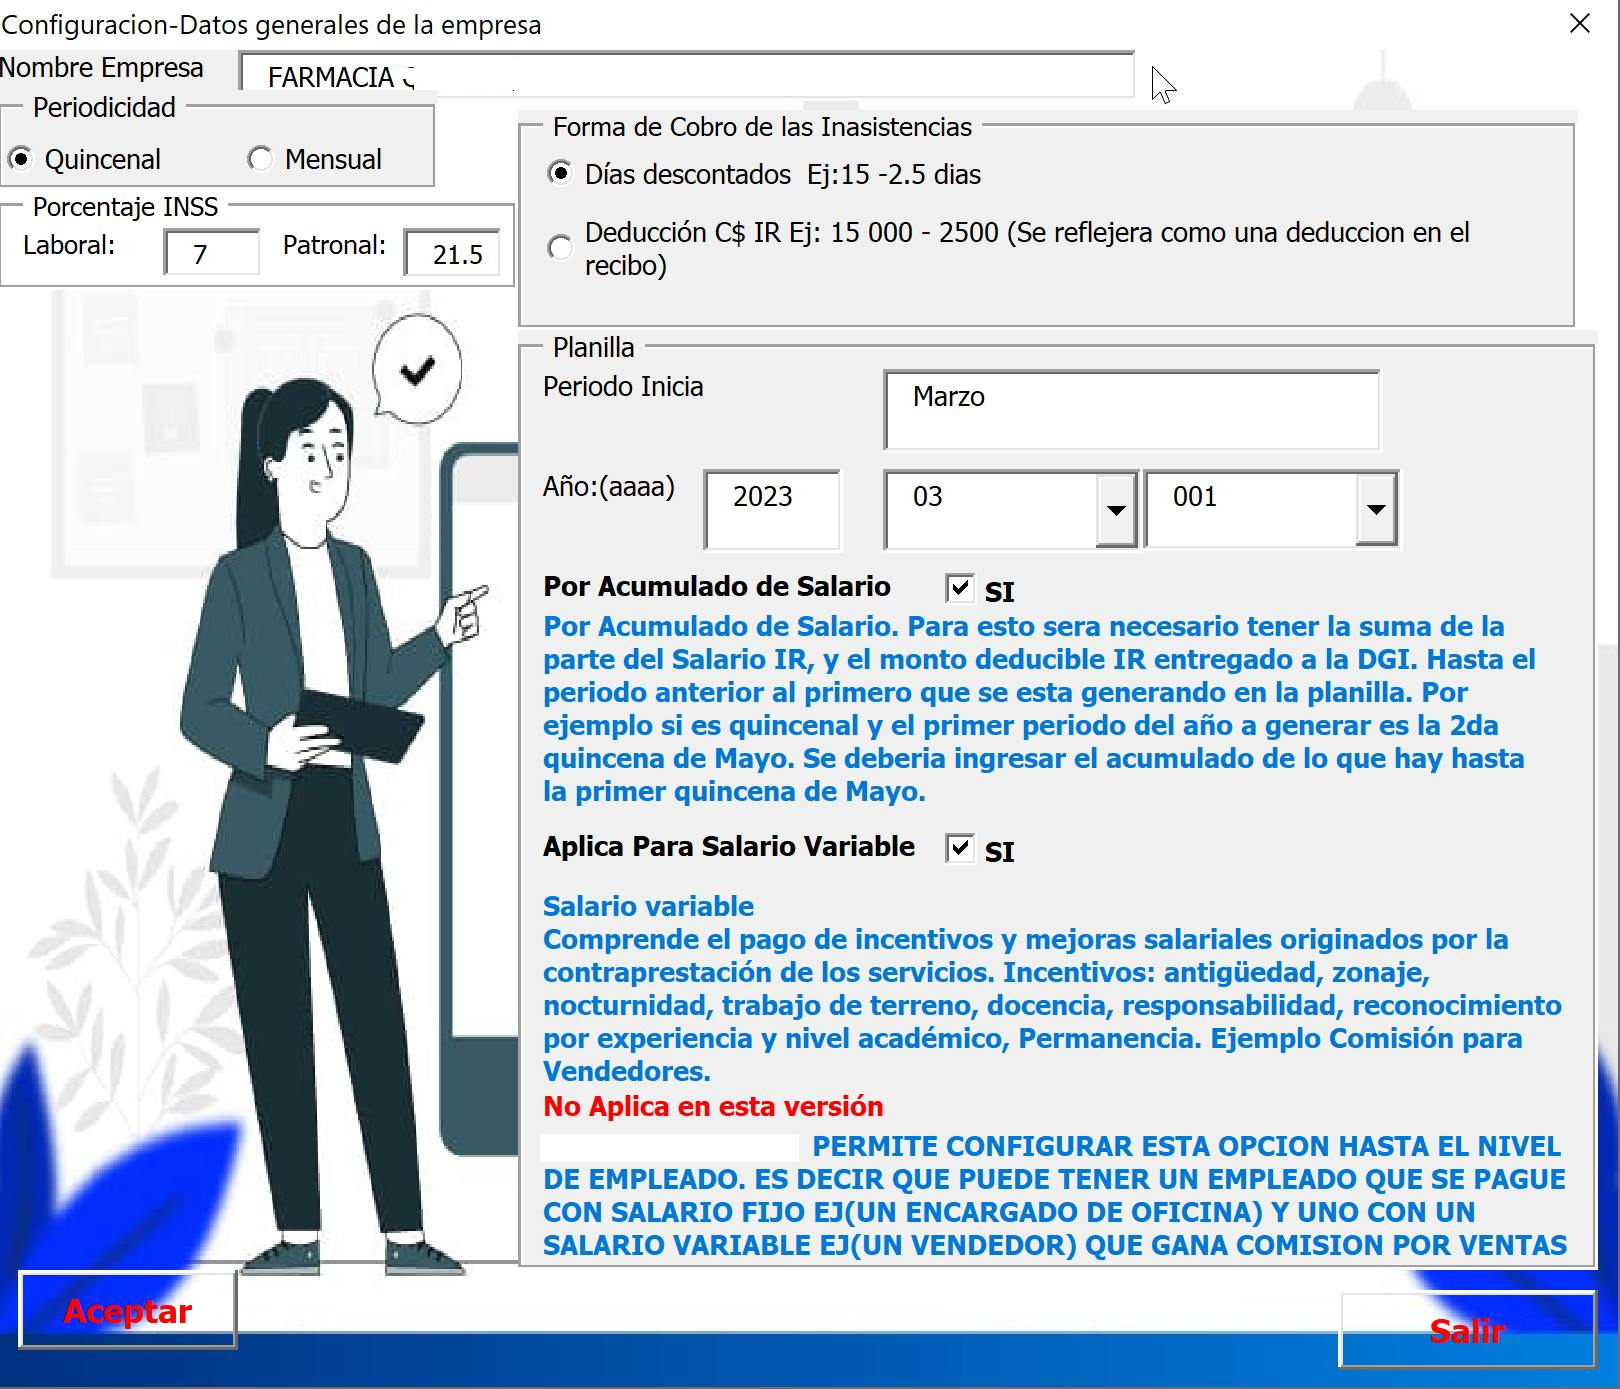 Configuracion-Datos generales de la empresa
Nombre Empresa
FARMACIA
Periodicidad
Quincenal
Mensual
Porcentaje INSS
Laboral:
7
Patronal:
21.5
Forma de Cobro de las Inasistencias
Días descontados  Ej:15 -2.5 dias
Deducción C$ IR Ej: 15 000 - 2500 (Se reflejera como una deduccion en el
recibo)
Planilla
Periodo Inicia
Marzo
Año:(aaaa)
2023
03
001
Por Acumulado de Salario
SI
Por Acumulado de Salario. Para esto sera necesario tener la suma de la
parte del Salario IR, y el monto deducible IR entregado a la DGI. Hasta el
periodo anterior al primero que se esta generando en la planilla. Por
ejemplo si es quincenal y el primer periodo del año a generar es la 2da
quincena de Mayo. Se deberia ingresar el acumulado de lo que hay hasta
la primer quincena de Mayo.
Aplica Para Salario Variable
SI
Salario variable
Comprende el pago de incentivos y mejoras salariales originados por la
contraprestación de los servicios. Incentivos: antigüedad, zonaje,
nocturnidad, trabajo de terreno, docencia, responsabilidad, reconocimiento
por experiencia y nivel académico, Permanencia. Ejemplo Comisión para
Vendedores.
No Aplica en esta versión
PERMITE CONFIGURAR ESTA OPCION HASTA EL NIVEL
DE EMPLEADO. ES DECIR QUE PUEDE TENER UN EMPLEADO QUE SE PAGUE
CON SALARIO FIJO EJ(UN ENCARGADO DE OFICINA) Y UNO CON UN
SALARIO VARIABLE EJ(UN VENDEDOR) QUE GANA COMISION POR VENTAS
Aceptar
Salir